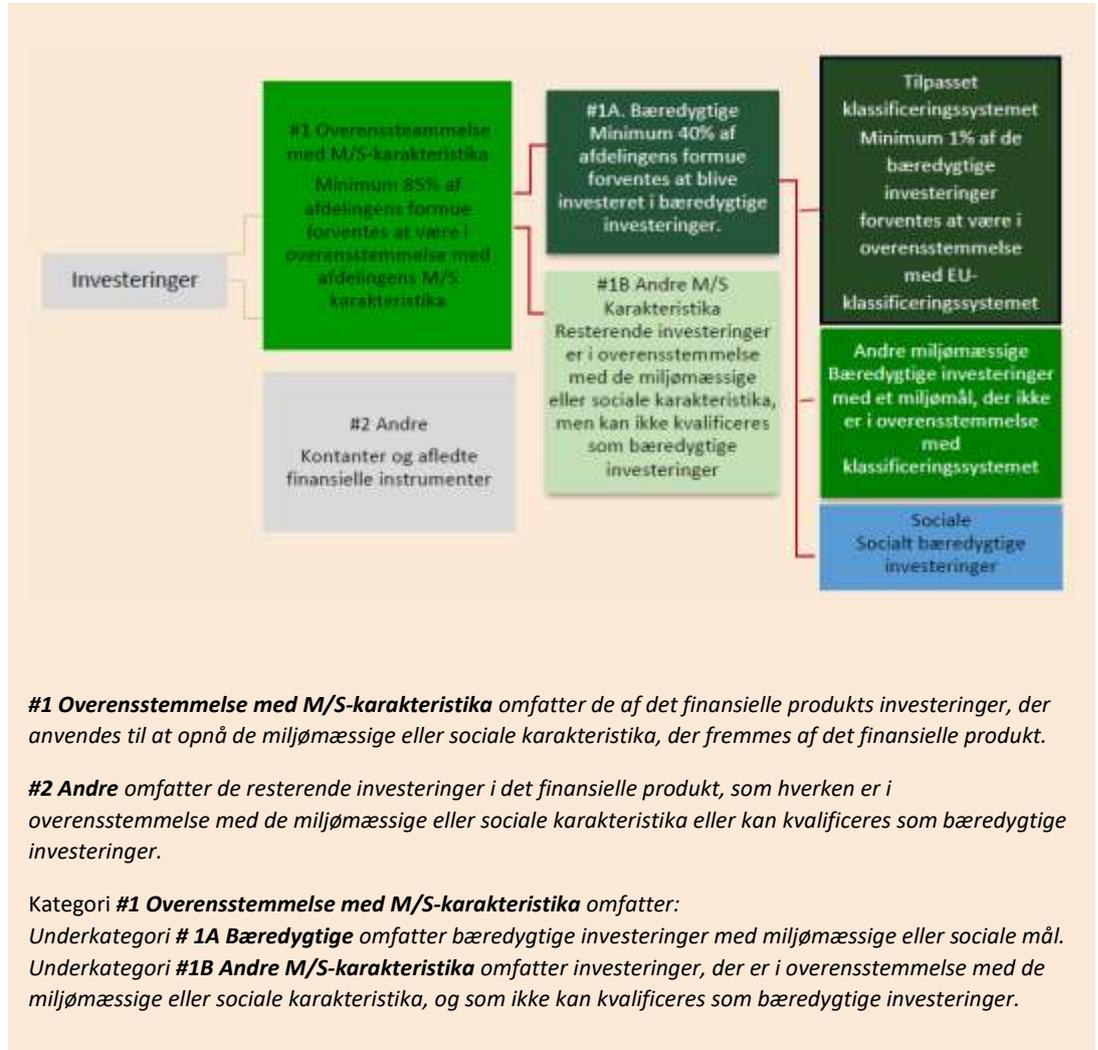 Investeringer
#1 Overenssteammelse
med M/S-karakteristika
Minimum 85% af
afdelingens formue
forventes at være i
overensstemmelse med
afdelingens M/S
karakteristika
#2 Andre
Kontanter og afledte
finansielle instrumenter
#1A. Bæredygtige
Minimum 40% af
afdelingens formue
forventes at blive
investeret i bæredygtige
investeringer.
#1B Andre M/S
Karakteristika
Resterende investeringer
er i overensstemmelse
med de miljømæssige
eller sociale karakteristika,
men kan ikke kvalificeres
som bæredygtige
investeringer
Tilpasset
klassificeringssystemet
Minimum 1% af de
bæredygtige
investeringer
forventes at være i
overensstemmelse
med EU-
klassificeringssystemet
Andre miljømæssige
Bæredygtige investeringer
med et miljømål, der ikke
er i overensstemmelse
med
klassificeringssystemet
Sociale
Socialt bæredygtige
investeringer
#1 Overensstemmelse med M/S-karakteristika omfatter de af det finansielle produkts investeringer, der
anvendes til at opnå de miljømæssige eller sociale karakteristika, der fremmes af det finansielle produkt.
#2 Andre omfatter de resterende investeringer i det finansielle produkt, som hverken er i
overensstemmelse med de miljømæssige eller sociale karakteristika eller kan kvalificeres som bæredygtige
investeringer.
Kategori #1 Overensstemmelse med M/S-karakteristika omfatter:
Underkategori # 1A Bæredygtige omfatter bæredygtige investeringer med miljømæssige eller sociale mål.
Underkategori #1B Andre M/S-karakteristika omfatter investeringer, der er i overensstemmelse med de
miljømæssige eller sociale karakteristika, og som ikke kan kvalificeres som bæredygtige investeringer.